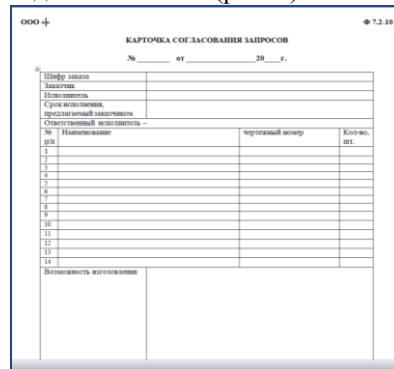 ООО Ф 7.2-10
КАРТОЧКА СОГЛАСОВАНИЯ ЗАПРОСОВ
№ ________ от ________________20____г.
Шифр заказа
Заказчик
Исполнитель
Срок исполнения,
предлагаемый заказчиком
Ответственный исполнитель –
№ Наименование чертежный номер Кол-во,
п/п шт.
1
2
3
4
5
6
7
8
9
10
11
12
13
14
Возможность изготовления